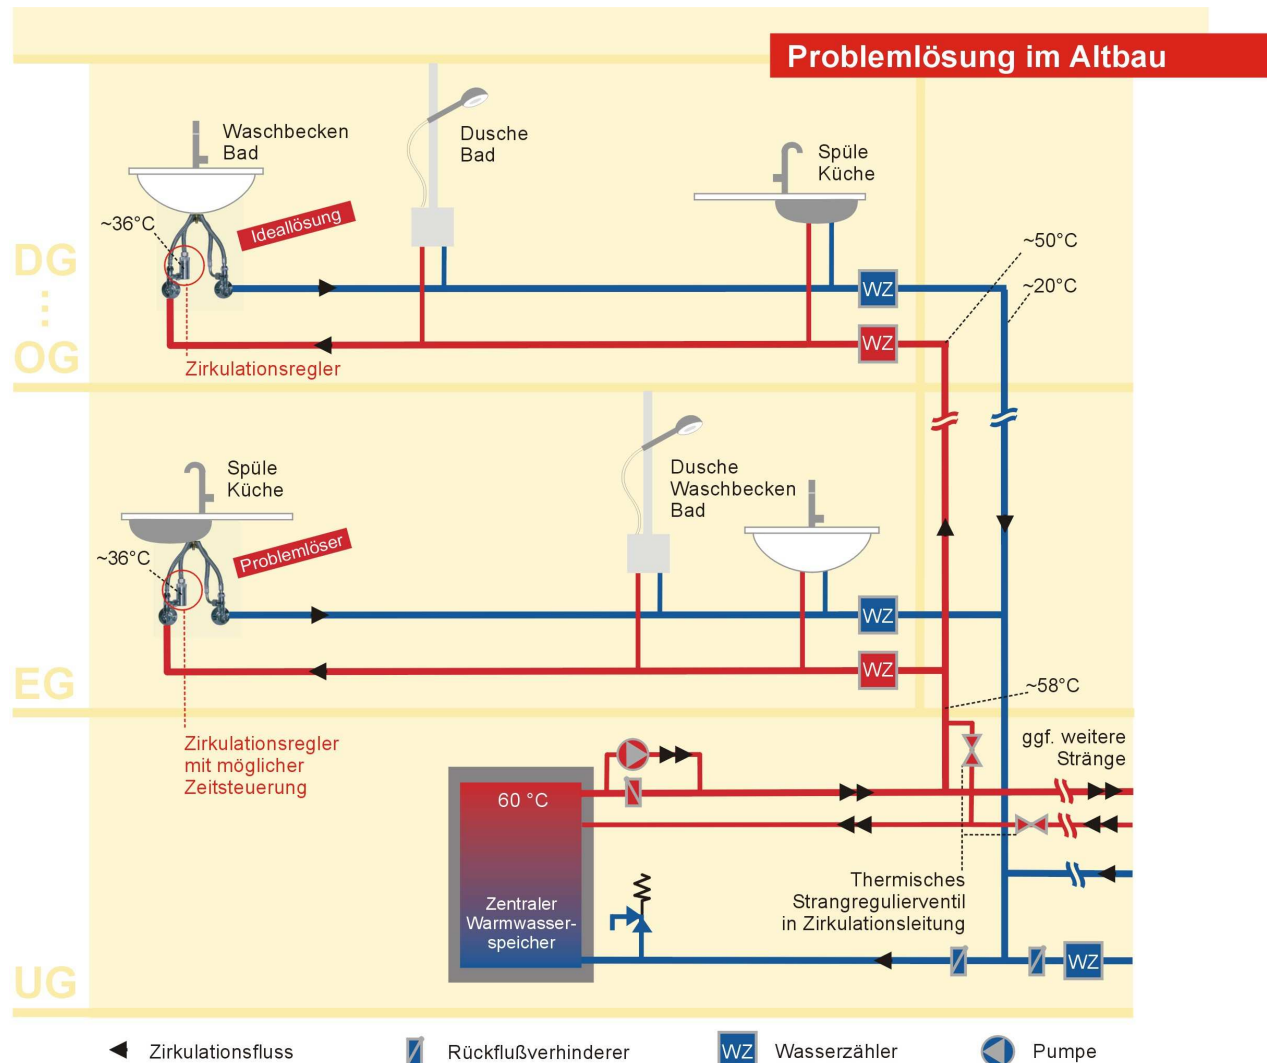 Problemlösung im Altbau
Waschbecken
Bad
Dusche
Bad
Spüle
Küche
~36°C
Ideallösung
~50°C
~20°C
DG
OG
WZ
WZ
Zirkulationsregler
Spüle
Küche
Dusche
Waschbecken
Bad
~36°C
Problemlöser
WZ
WZ
EG
~58°C
Zirkulationsregler
mit möglicher
Zeitsteuerung
ggf. weitere
Stränge
60 °C
Zentraler
Warmwasser-
speicher
Thermisches
Strangregulierventil
in Zirkulationsleitung
WZ
UG
Zirkulationsfluss
Rückflußverhinderer
WZ
Wasserzähler
Pumpe